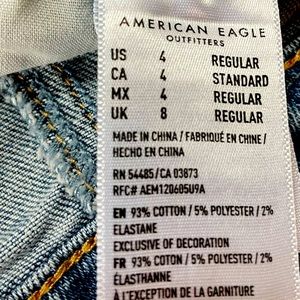 AMERICAN EAGLE
OUTFITTERS
US 4 REGULAR
CA 4 STANDARD
MX 4 REGULAR
UK 8 REGULAR
MADE IN CHINA / FABRIQUÉ EN CHINE /
HECHO EN CHINA
RN 54485/CA 03873
RFC# AEM120605U9A
EN 93% COTTON / 5% POLYESTER / 2%
ELASTANE
EXCLUSIVE OF DECORATION
FR 93% COTON / 5% POLYESTER / 2%
ÉLASTHANNE
À L'EXCEPTION DE LA GARNITURE